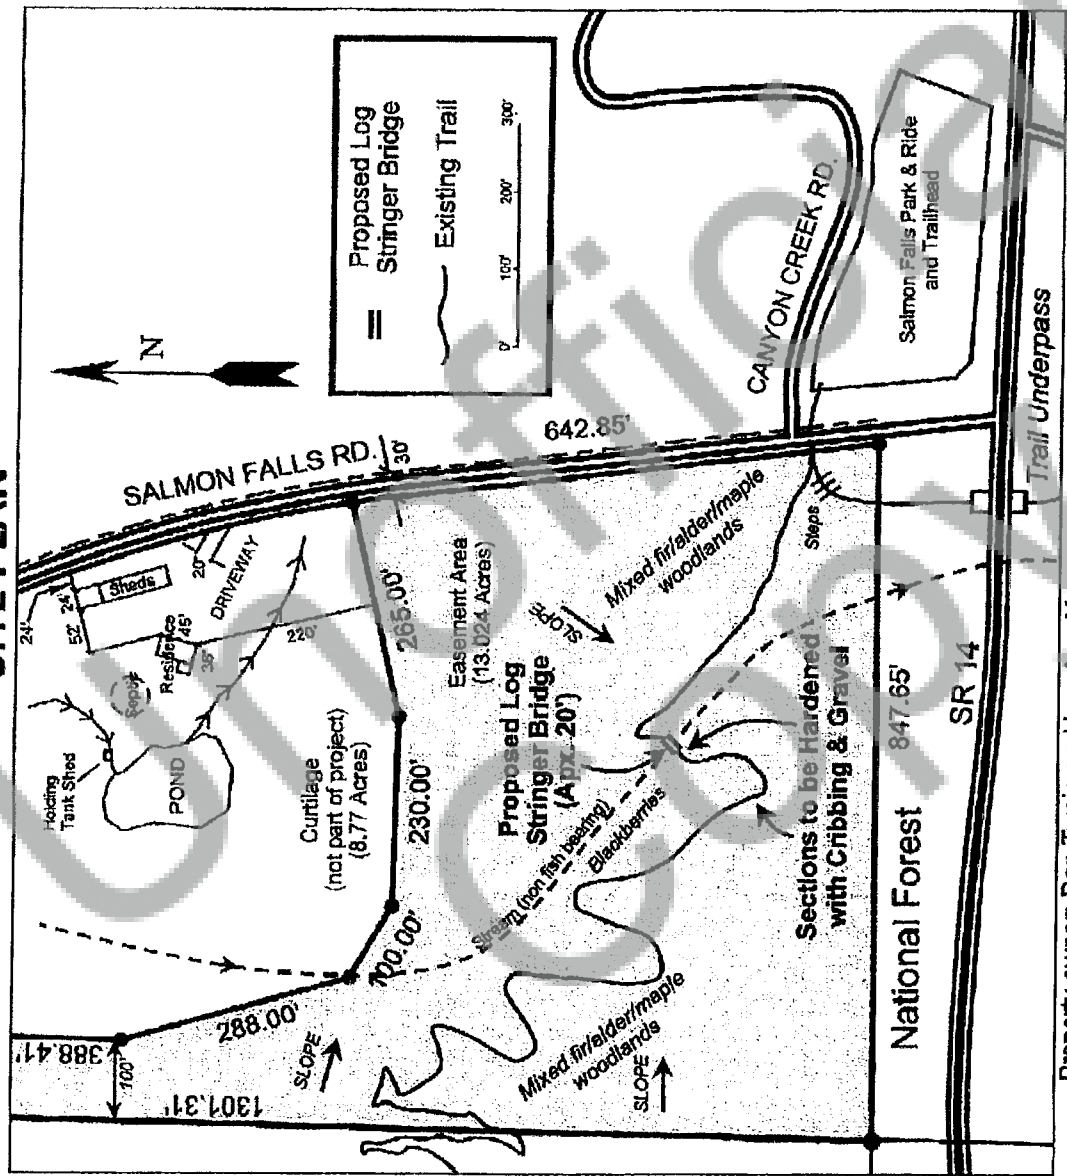 SITE PLAN
Proposed Log
Stringer Bridge
Existing Trail
0' 100' 200' 300'
N
SALMON FALLS RD.
30'
642.85'
CANYON CREEK RD.
Salmon Falls Park & Ride
and Trailhead
Trail Underpass
24'
24'
52'
Sheds
20'
DRIVEWAY
Residence
45'
36'
220'
Septic
Holding
Tank Shed
POND
Curtilage
(not part of project)
(8.77 Acres)
265.00'
230.00'
100.00'
288.00'
388.41'
100'
1301.31'
Easement Area
(13.024 Acres)
SLOPE
Mixed fir/alder/maple
woodlands
Steps
Proposed Log
Stringer Bridge
(Apx. 20')
Stream (non fish bearing)
Blackberries
Sections to be Hardened
with Cribbing & Gravel
SLOPE
Mixed fir/alder/maple
woodlands
SLOPE
847.65'
National Forest
SR 14
Unofficial
Copy